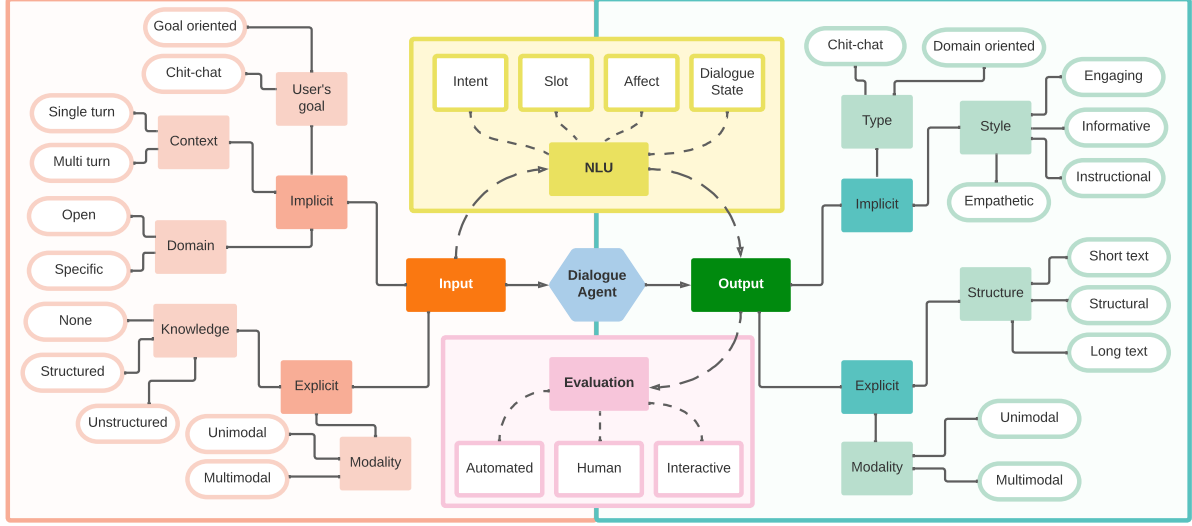 Goal oriented
Chit-chat
User's
goal
Single turn
Context
Multi turn
Implicit
Open
Domain
Specific
None
Knowledge
Structured
Unstructured
Explicit
Unimodal
Modality
Multimodal
Input
Intent
Slot
Affect
Dialogue
State
NLU
Dialogue
Agent
Output
Evaluation
Automated
Human
Interactive
Chit-chat
Domain oriented
Type
Style
Engaging
Informative
Instructional
Empathetic
Implicit
Short text
Structure
Structural
Long text
Explicit
Unimodal
Modality
Multimodal